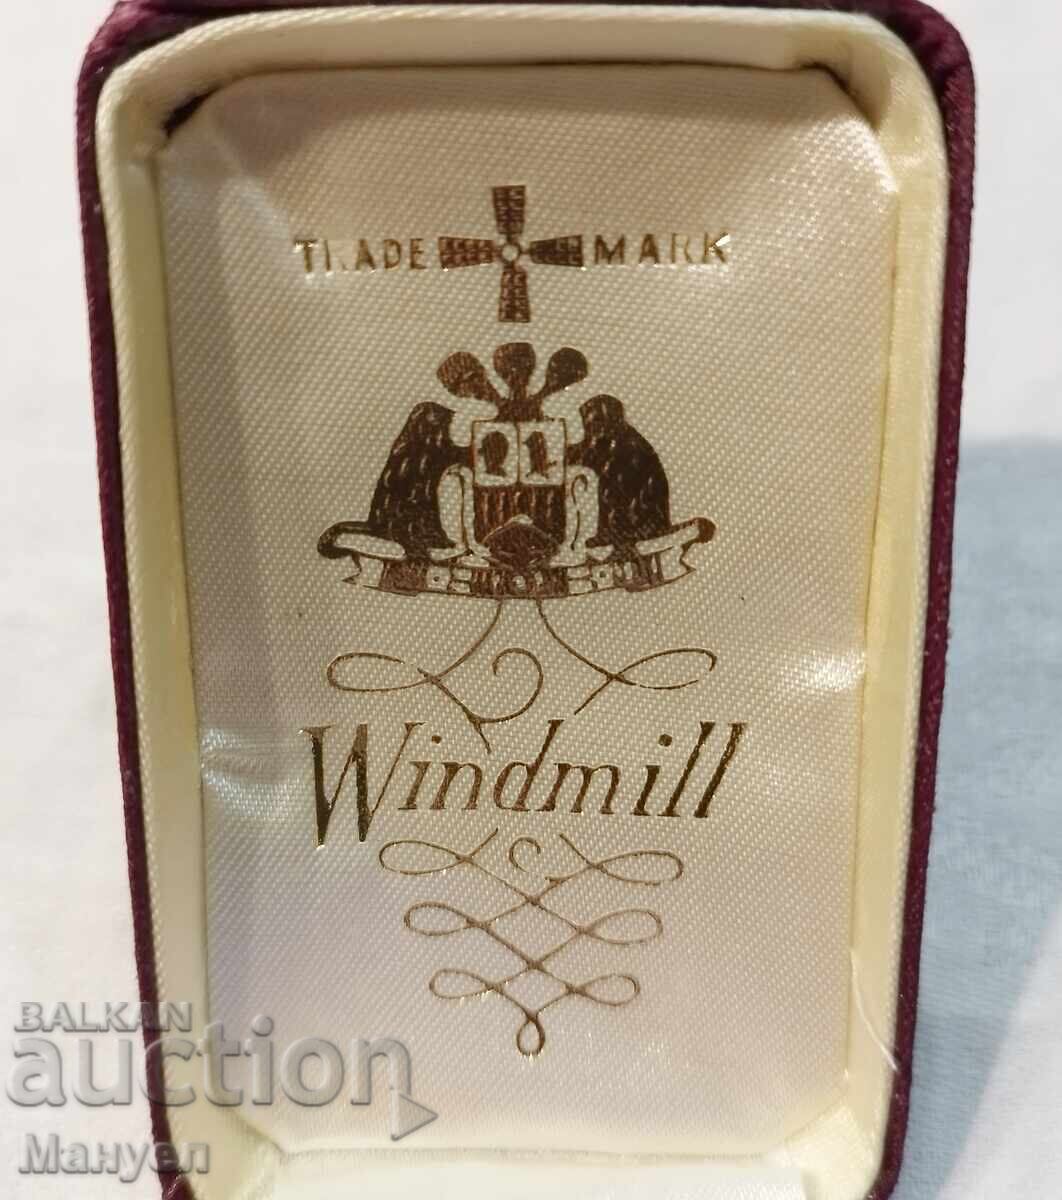 TRADE MARK
Windmill
BALKAN
auction
Мануел